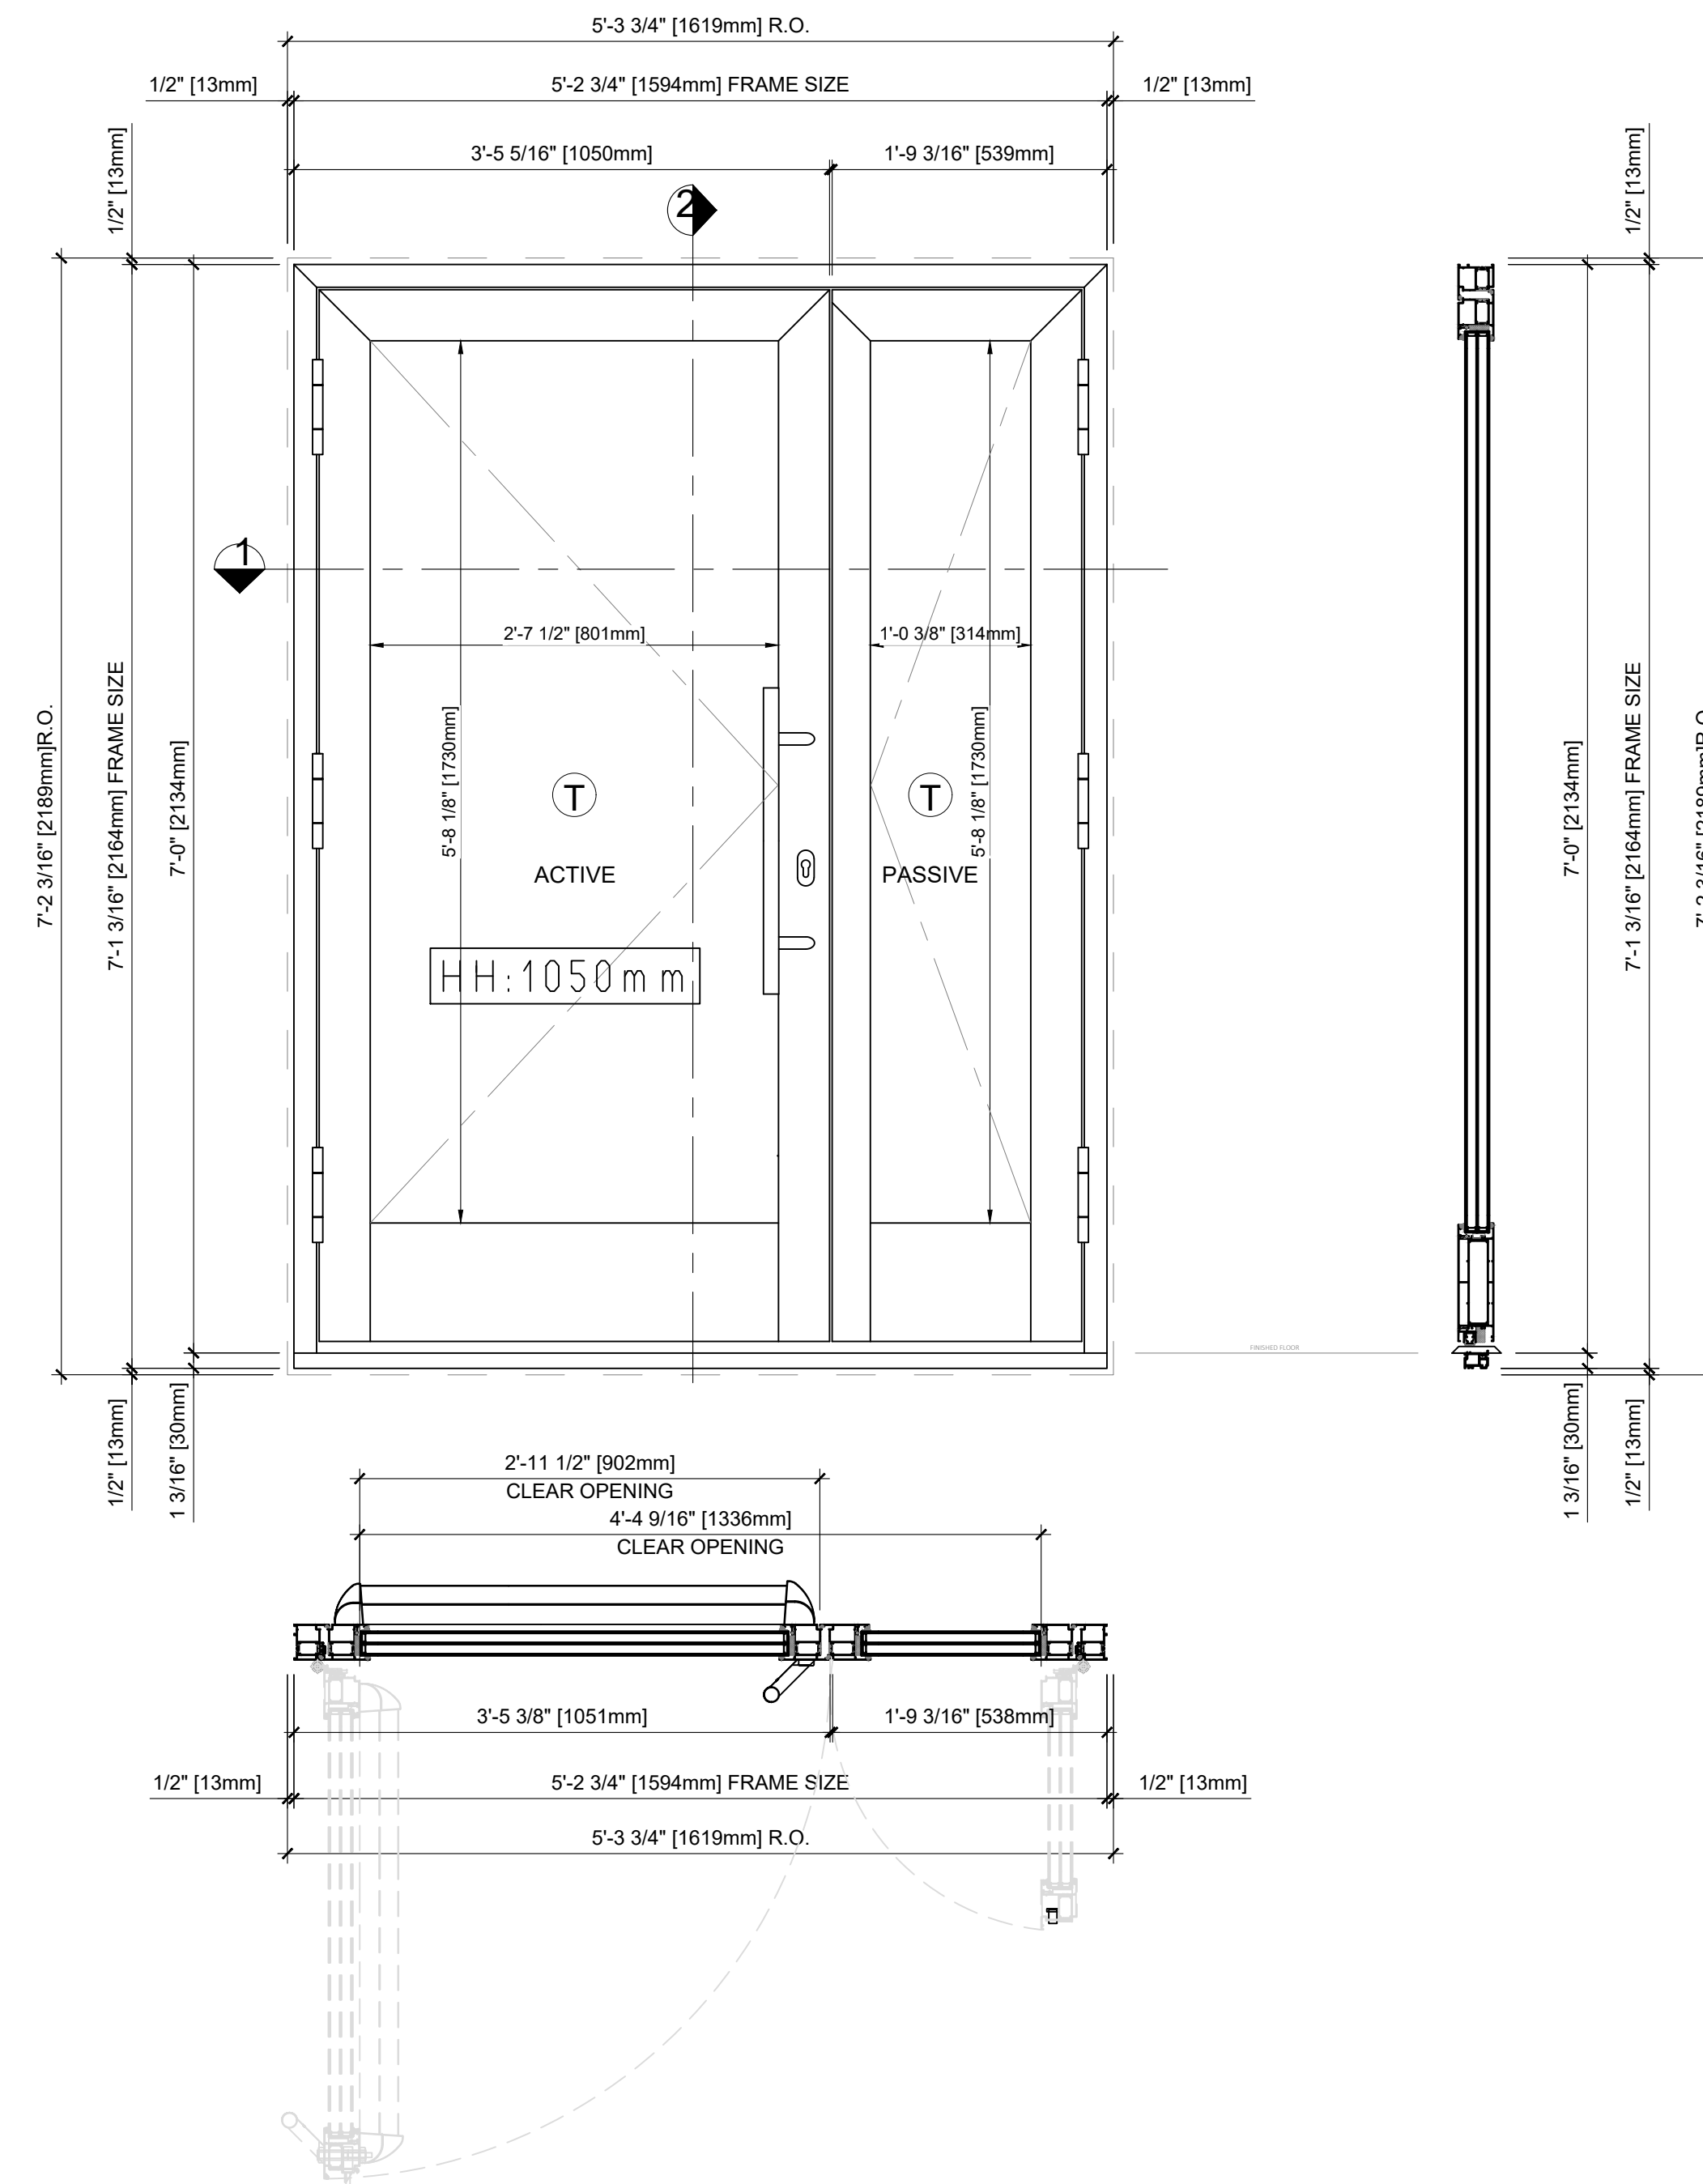 5'-3 3/4" [1619mm] R.O.
1/2" [13mm]
5'-2 3/4" [1594mm] FRAME SIZE
1/2" [13mm]
3'-5 5/16" [1050mm]
1'-9 3/16" [539mm]
1/2" [13mm]
1/2" [13mm]
2
1
2'-7 1/2" [801mm]
1'-0 3/8" [314mm]
7'-2 3/16" [2189mm]R.O.
7'-1 3/16" [2164mm] FRAME SIZE
7'-0" [2134mm]
5'-8 1/8" [1730mm]
5'-8 1/8" [1730mm]
7'-0" [2134mm]
7'-1 3/16" [2164mm] FRAME SIZE
T
T
ACTIVE
PASSIVE
HH:1050mm
FINISHED FLOOR
1/2" [13mm]
1 3/16" [30mm]
1 3/16" [30mm]
1/2" [13mm]
2'-11 1/2" [902mm]
CLEAR OPENING
4'-4 9/16" [1336mm]
CLEAR OPENING
3'-5 3/8" [1051mm]
1'-9 3/16" [538mm]
1/2" [13mm]
5'-2 3/4" [1594mm] FRAME SIZE
1/2" [13mm]
5'-3 3/4" [1619mm] R.O.